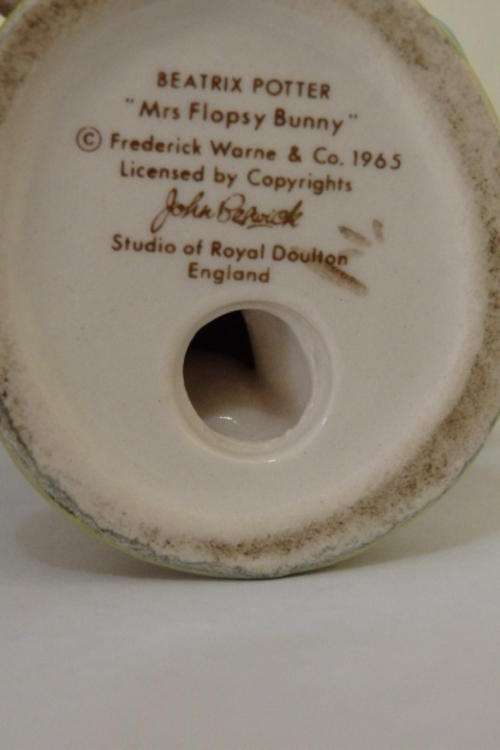 BEATRIX POTTER
"Mrs Flopsy Bunny"
© Frederick Warne & Co. 1965
Licensed by Copyrights
John Beswick
Studio of Royal Doulton
England